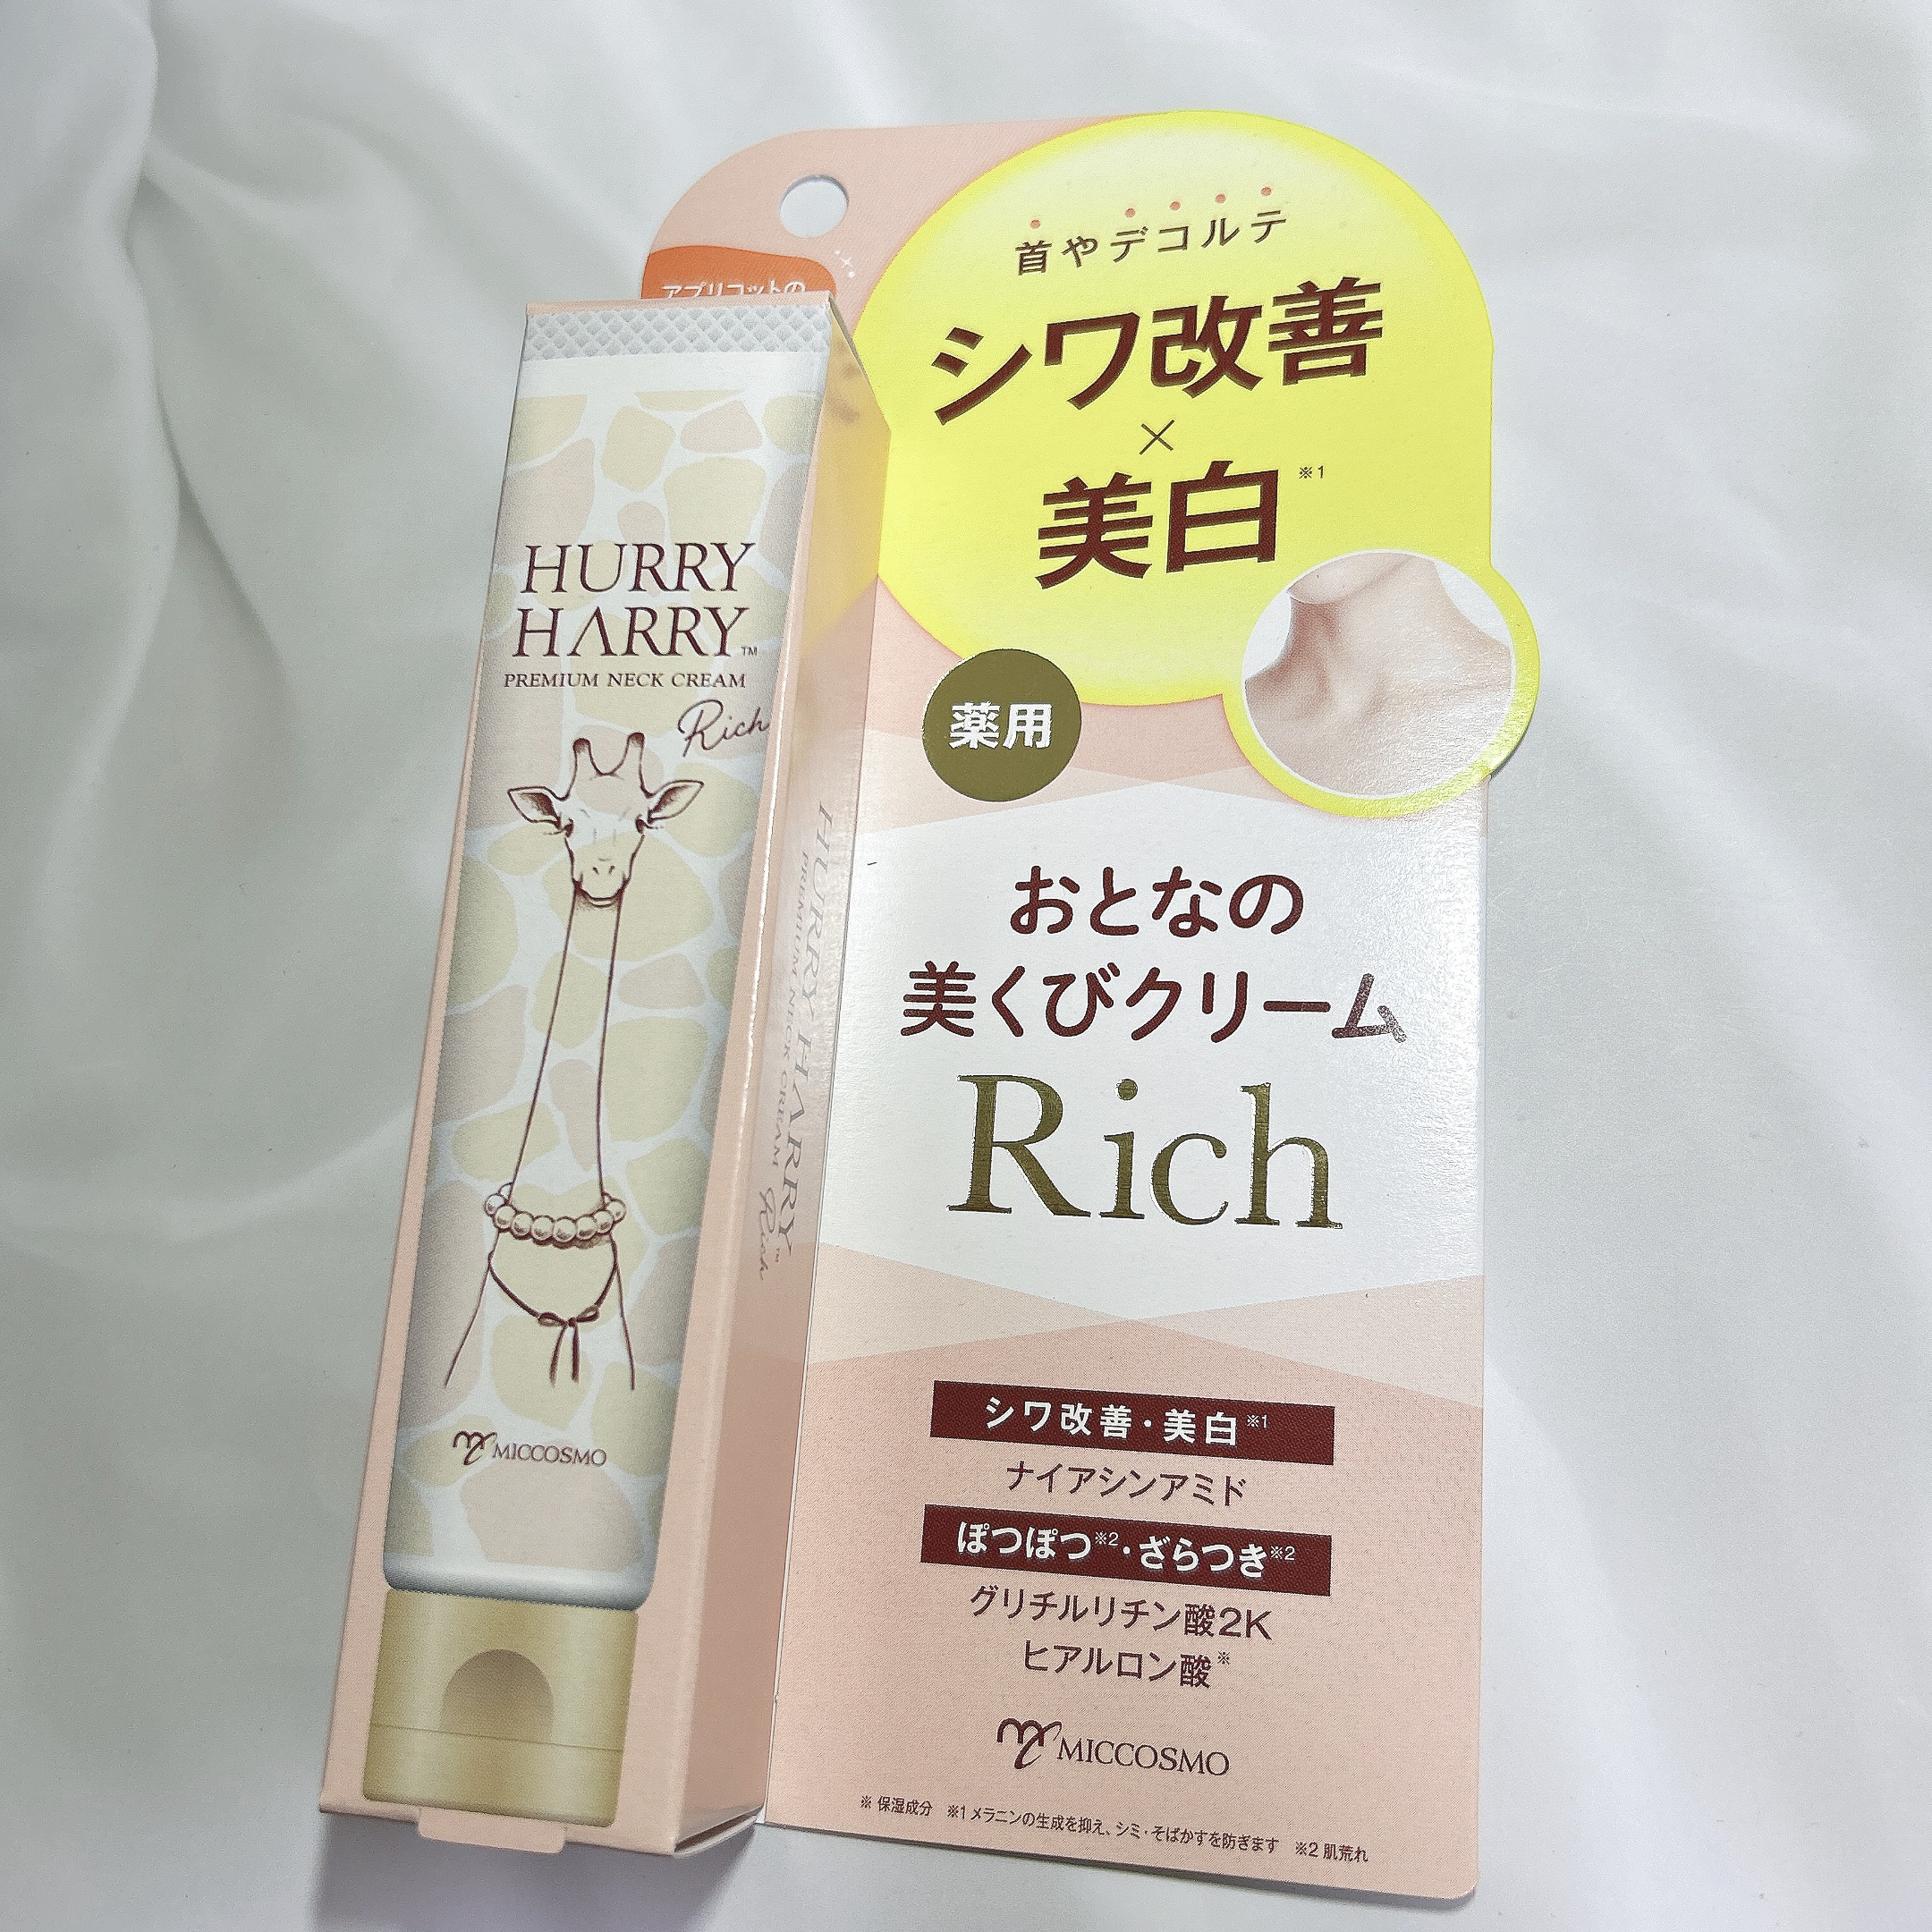 首やデコルテ
シワ改善
×
美白※1
薬用
おとなの
美くびクリーム
Rich
シワ改善・美白※1
ナイアシンアミド
ぽつぽつ※2・ざらつき※2
グリチルリチン酸2K
ヒアルロン酸※
MICCOSMO
※ 保湿成分 ※1 メラニンの生成を抑え、シミ・そばかすを防ぎます ※2 肌荒れ
アプリコットの
HURRY
HARRY™
PREMIUM NECK CREAM
Rich
MICCOSMO
HURRY HARRY™
PREMIUM NECK CREAM Rich